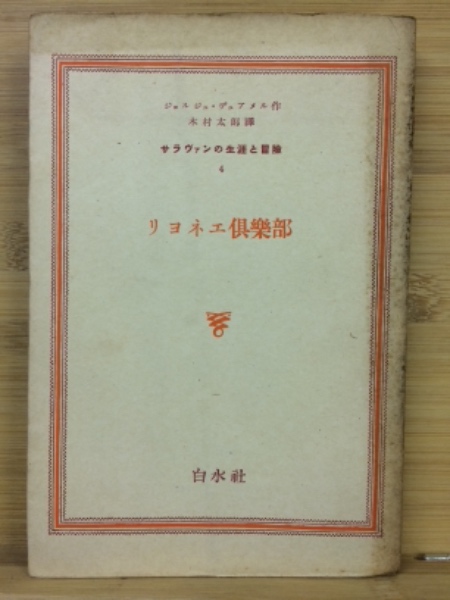 ジョルジュ・デュアメル作
木村太郎譯
サラヴァンの生涯と冒險
4
リヨネエ倶樂部
白水社